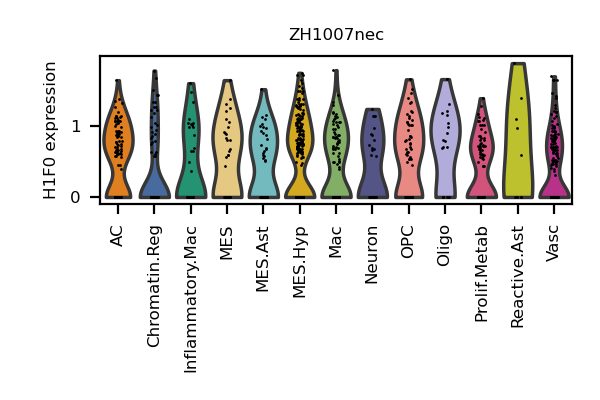 ZH1007nec
H1F0 expression
1
0
AC
Chromatin.Reg
Inflammatory.Mac
MES
MES.Ast
MES.Hyp
Mac
Neuron
OPC
Oligo
Prolif.Metab
Reactive.Ast
Vasc